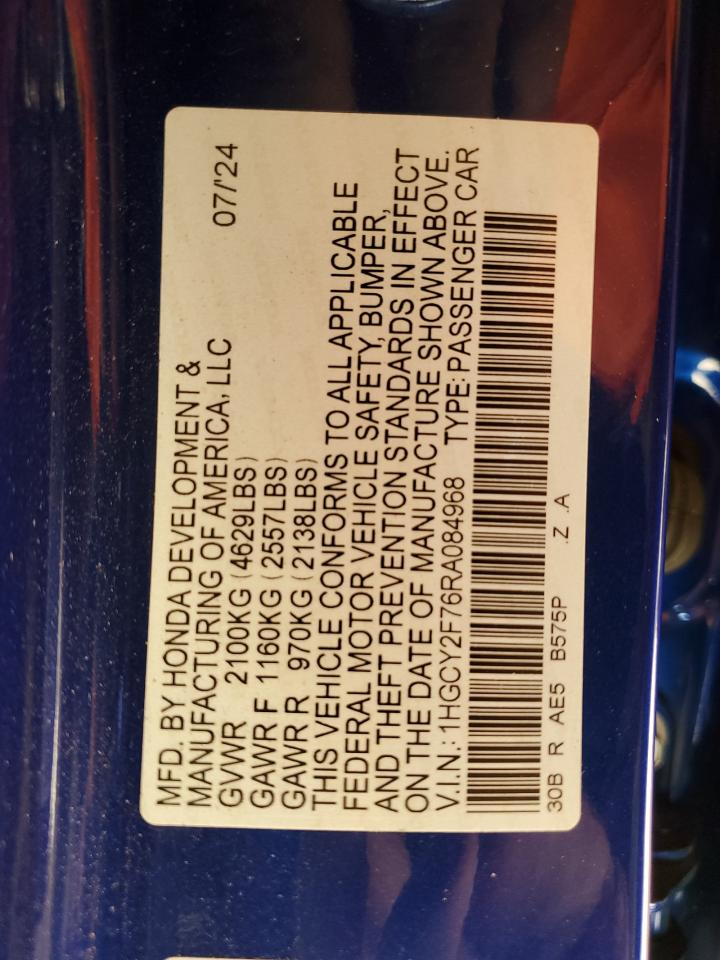 MFD. BY HONDA DEVELOPMENT &
MANUFACTURING OF AMERICA, LLC 07/'24
GVWR 2100KG (4629LBS)
GAWR F 1160KG (2557LBS)
GAWR R 970KG (2138LBS)
THIS VEHICLE CONFORMS TO ALL APPLICABLE
FEDERAL MOTOR VEHICLE SAFETY, BUMPER,
AND THEFT PREVENTION STANDARDS IN EFFECT
ON THE DATE OF MANUFACTURE SHOWN ABOVE.
V.I.N.: 1HGCY2F76RA084968 TYPE: PASSENGER CAR
30B R AE5 B575P .Z .A